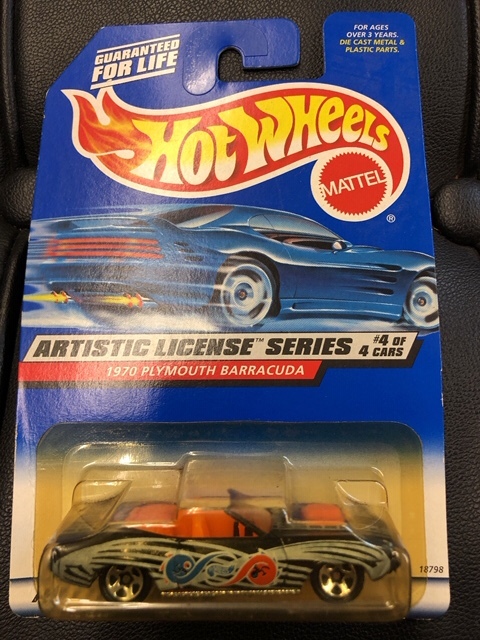 GUARANTEED
FOR LIFE
FOR AGES
OVER 3 YEARS.
DIE CAST METAL &
PLASTIC PARTS.
HOT WHEELS
MATTEL
®
ARTISTIC LICENSE™ SERIES #4 OF
4 CARS
1970 PLYMOUTH BARRACUDA
18798